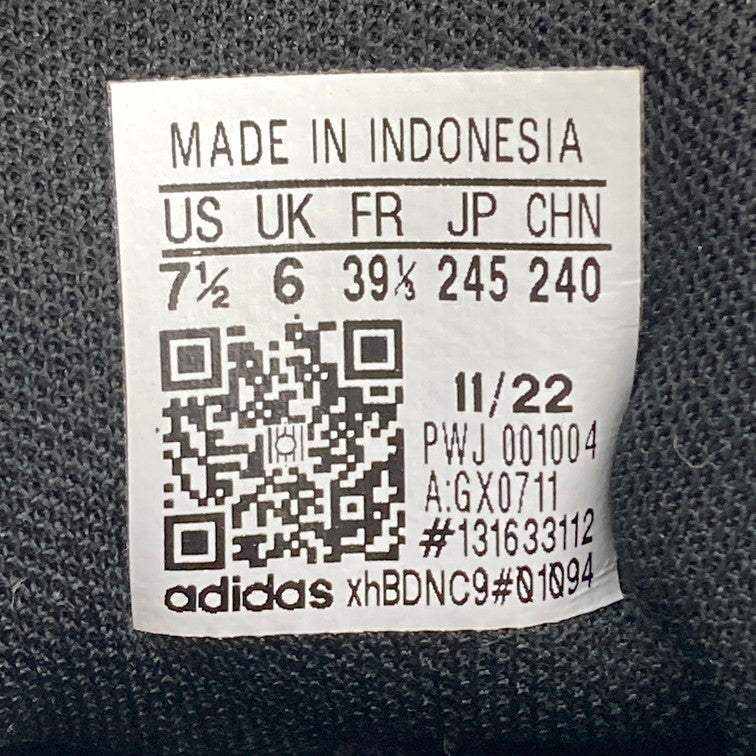 MADE IN INDONESIA
US UK FR JP CHN
7½ 6 39⅓ 245 240
11/22
PWJ 001004
A:GX0711
#131633112
adidas xhBDNC9#01094